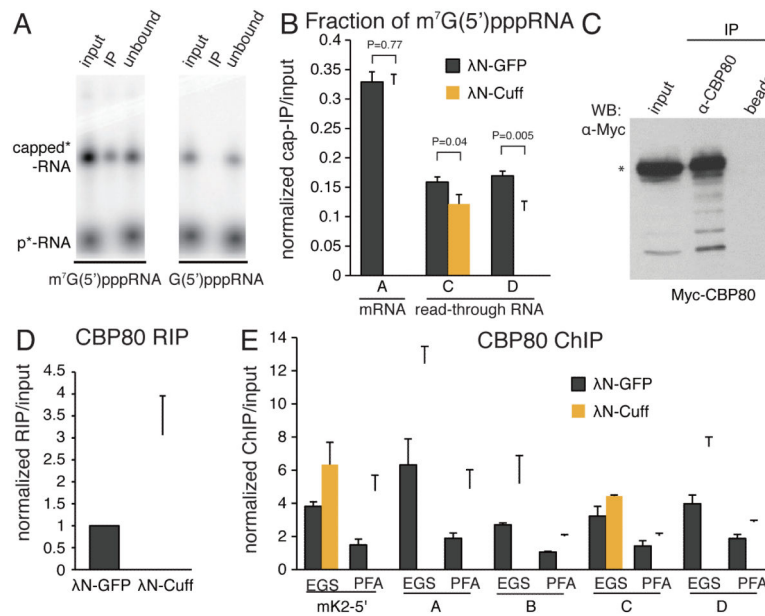 A
input
IP
unbound
input
IP
unbound
capped*
-RNA
p*-RNA
m⁷G(5')pppRNA
G(5')pppRNA
B
Fraction of m⁷G(5')pppRNA
normalized cap-IP/input
0.35
0.3
0.25
0.2
0.15
0.1
0.05
0
P=0.77
P=0.04
P=0.005
λN-GFP
λN-Cuff
A
C
D
mRNA
read-through RNA
C
IP
input
α-CBP80
WB:
α-Myc
*
Myc-CBP80
D
CBP80 RIP
normalized RIP/input
4.5
4
3.5
3
2.5
2
1.5
1
0.5
0
λN-GFP
λN-Cuff
E
CBP80 ChIP
normalized ChIP/input
14
12
10
8
6
4
2
0
λN-GFP
λN-Cuff
EGS PFA EGS PFA EGS PFA EGS PFA EGS PFA
mK2-5' A B C D